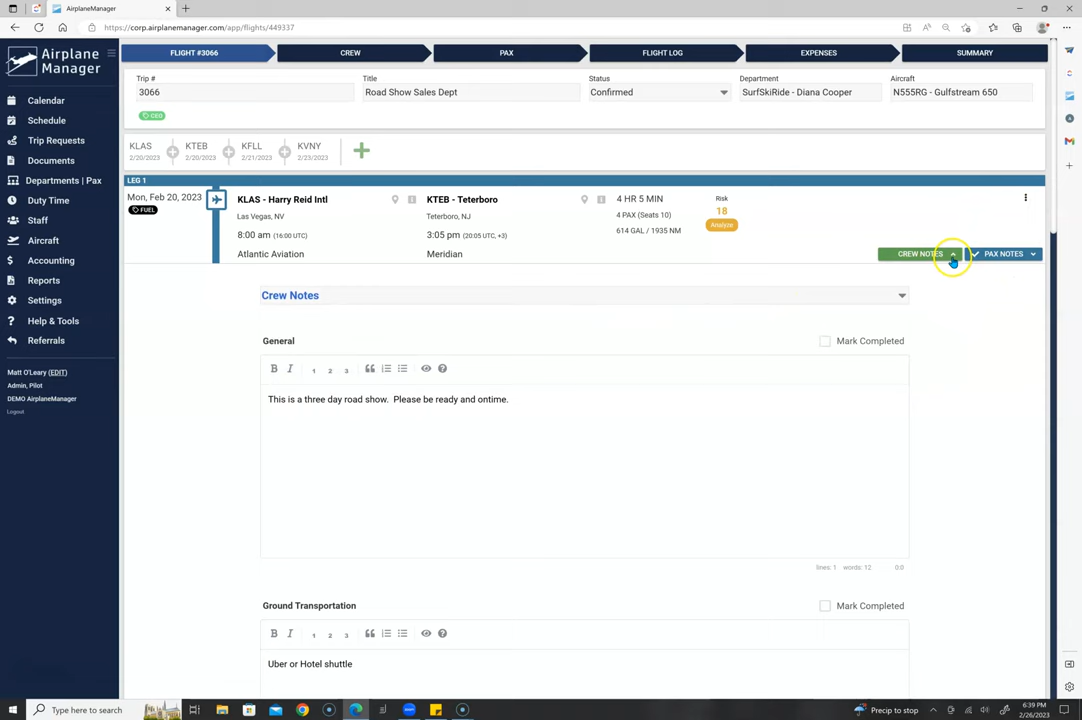 AirplaneManager
https://corp.airplanemanager.com/app/flights/449337
Airplane
Manager
Calendar
Schedule
Trip Requests
Documents
Departments | Pax
Duty Time
Staff
Aircraft
Accounting
Reports
Settings
Help & Tools
Referrals
Matt O'Leary (EDIT)
Admin, Pilot
DEMO AirplaneManager
Logout
FLIGHT #3066
CREW
PAX
FLIGHT LOG
EXPENSES
SUMMARY
Trip # Title Status Department Aircraft
3066 Road Show Sales Dept Confirmed SurfSkiRide - Diana Cooper N555RG - Gulfstream 650
CEO
KLAS KTEB KFLL KVNY
2/20/2023 2/20/2023 2/21/2023 2/23/2023
LEG 1
Mon, Feb 20, 2023 KLAS - Harry Reid Intl KTEB - Teterboro 4 HR 5 MIN Risk
FUEL Las Vegas, NV Teterboro, NJ 4 PAX (Seats 10) 18
8:00 am (16:00 UTC) 3:05 pm (20:05 UTC, +3) 614 GAL / 1935 NM Analyze
Atlantic Aviation Meridian CREW NOTES PAX NOTES
Crew Notes
General Mark Completed
B I 1 2 3
This is a three day road show. Please be ready and ontime.
lines: 1 words: 12 0:0
Ground Transportation Mark Completed
B I 1 2 3
Uber or Hotel shuttle
Type here to search
Precip to stop
6:39 PM
2/26/2023